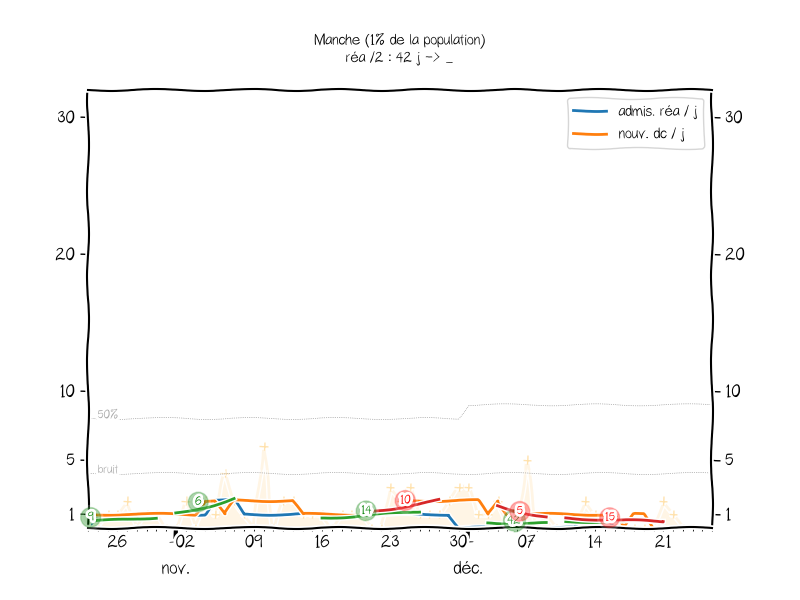 Manche (1% de la population)
réa /2 : 42 j -> _
30 30
admis. réa / j
nouv. dc / j
20 20
10 10
50%
5 5
bruit
1 1
9 6 14 10 5 15
26 02 09 16 23 30 07 14 21
nov. déc.